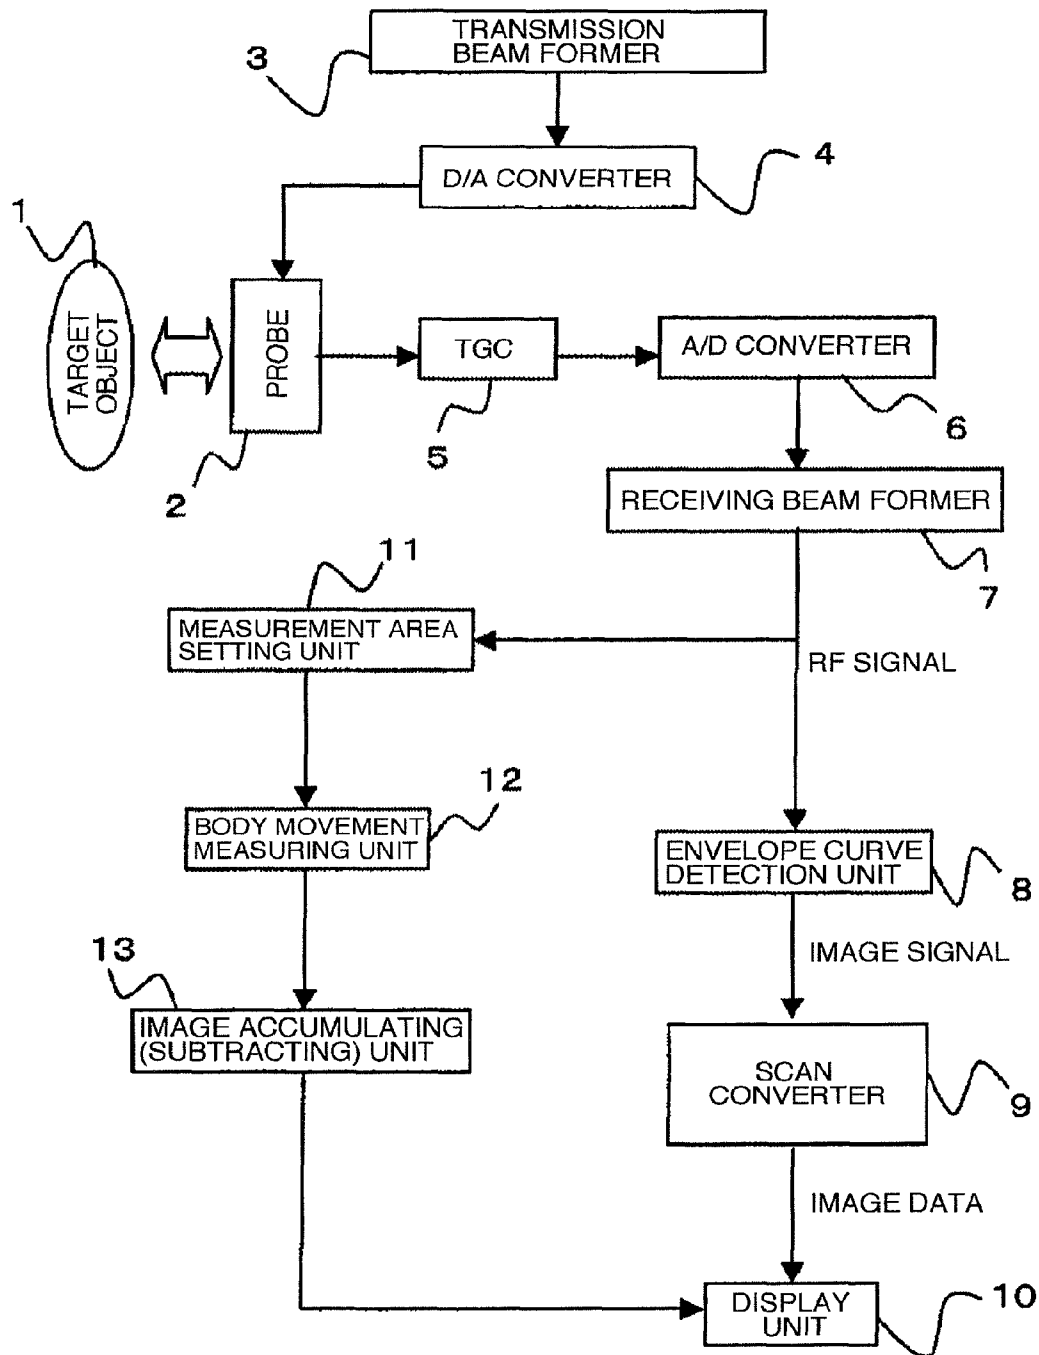 TRANSMISSION
BEAM FORMER
3
D/A CONVERTER
4
1
TARGET
OBJECT
PROBE
2
TGC
5
A/D CONVERTER
6
RECEIVING BEAM FORMER
7
11
MEASUREMENT AREA
SETTING UNIT
RF SIGNAL
12
BODY MOVEMENT
MEASURING UNIT
ENVELOPE CURVE
DETECTION UNIT
8
IMAGE SIGNAL
13
IMAGE ACCUMULATING
(SUBTRACTING) UNIT
SCAN
CONVERTER
9
IMAGE DATA
DISPLAY
UNIT
10